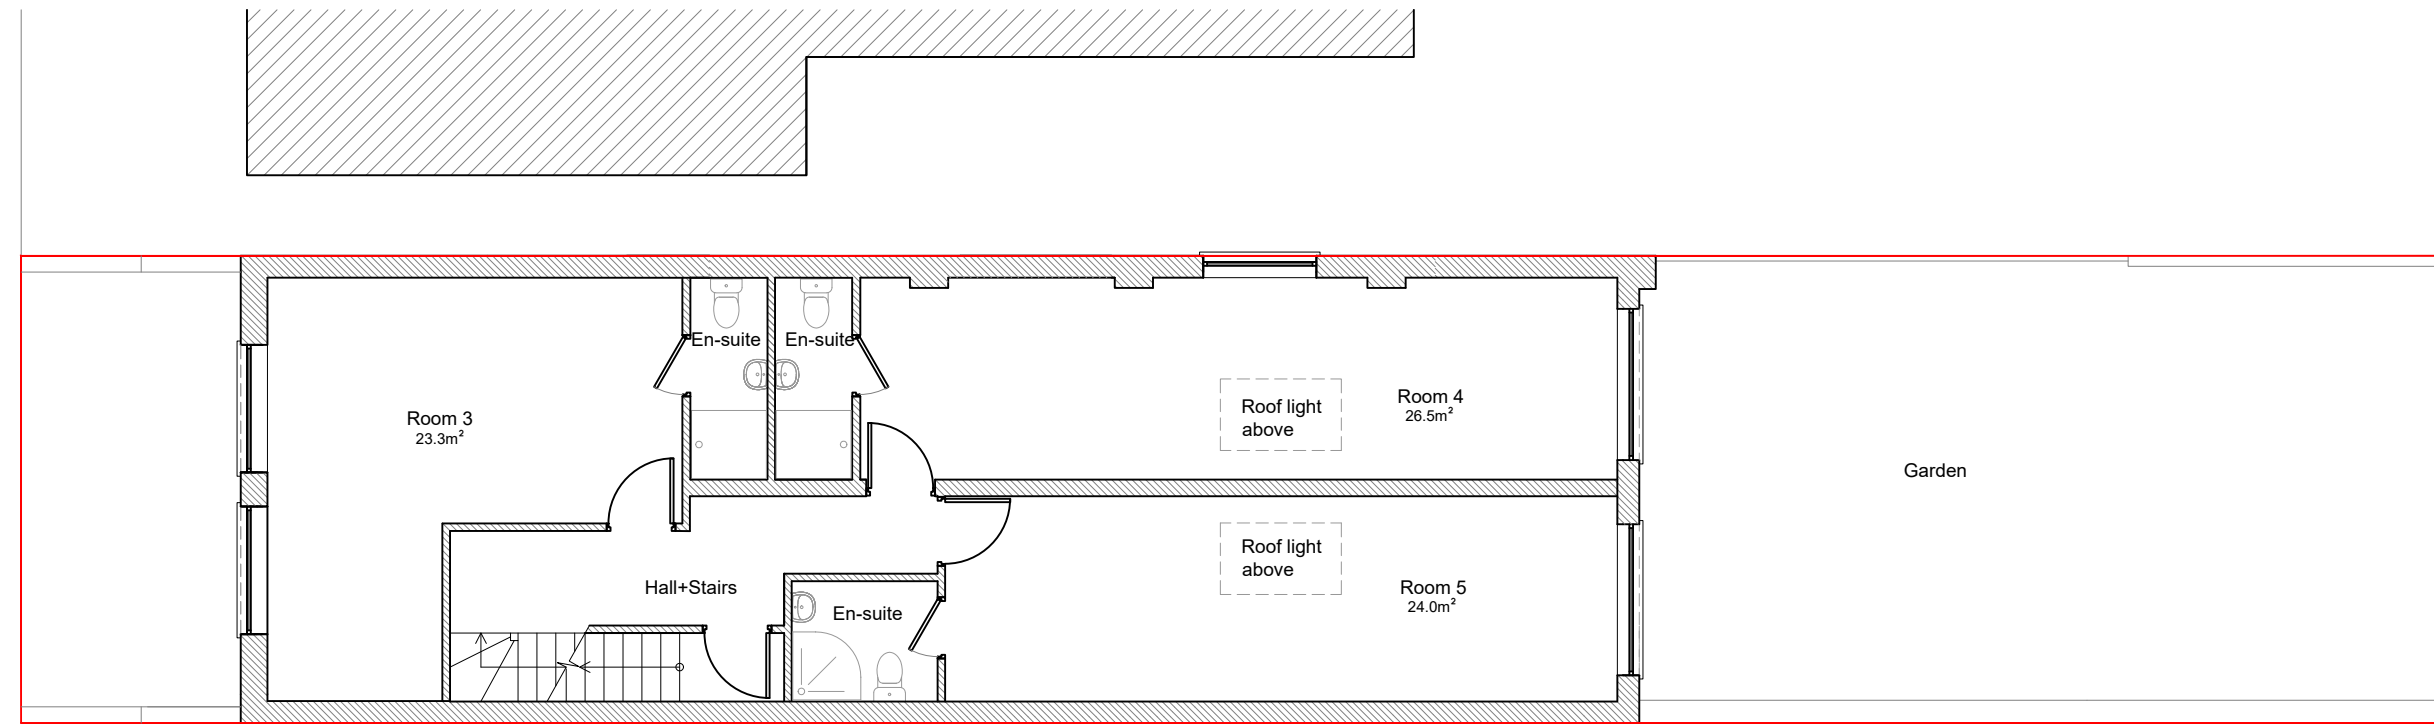 En-suite
En-suite
Room 3
23.3m²
Roof light
above
Room 4
26.5m²
Garden
Roof light
above
Hall+Stairs
En-suite
Room 5
24.0m²